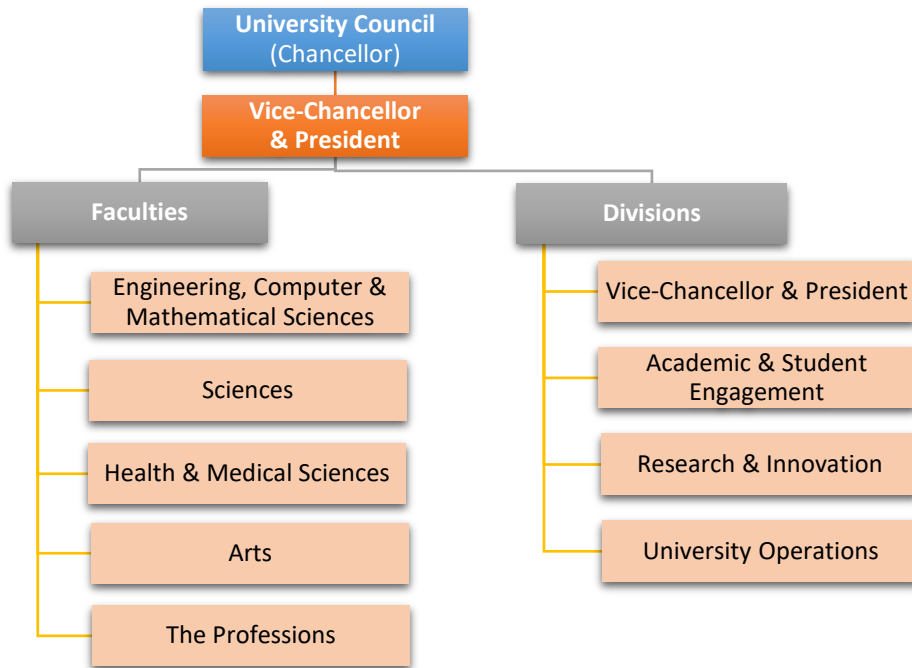 University Council
(Chancellor)
Vice-Chancellor
& President
Faculties
Engineering, Computer &
Mathematical Sciences
Sciences
Health & Medical Sciences
Arts
The Professions
Divisions
Vice-Chancellor & President
Academic & Student
Engagement
Research & Innovation
University Operations